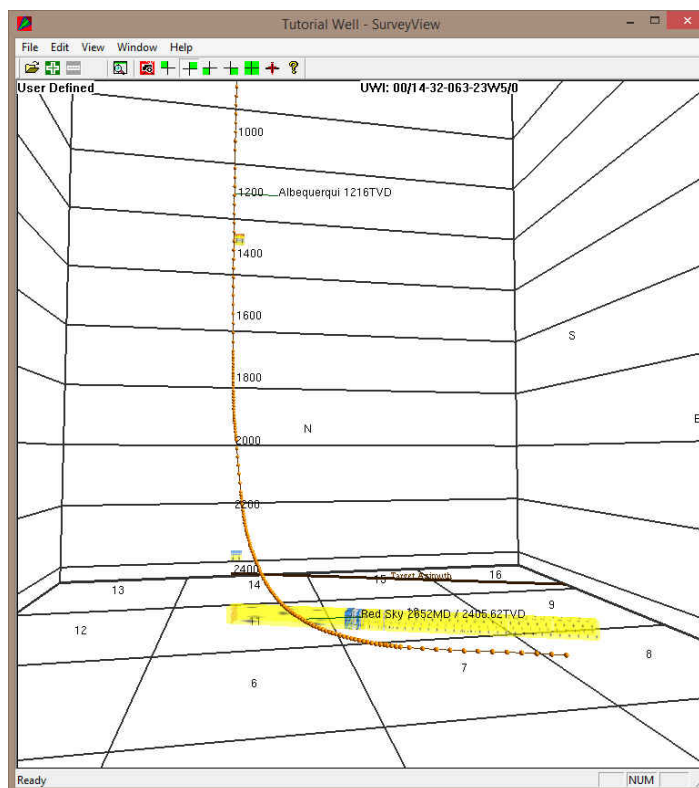 Tutorial Well - SurveyView
File Edit View Window Help
User Defined
UWI: 00/14-32-063-23W5/0
1000
1200
Albequerqui 1216TVD
1400
1600
S
1800
E
N
2000
2200
2400
13
14
15
Target Azimuth
16
9
Red Sky 2652MD / 2405.62TVD
12
8
7
6
Ready
NUM